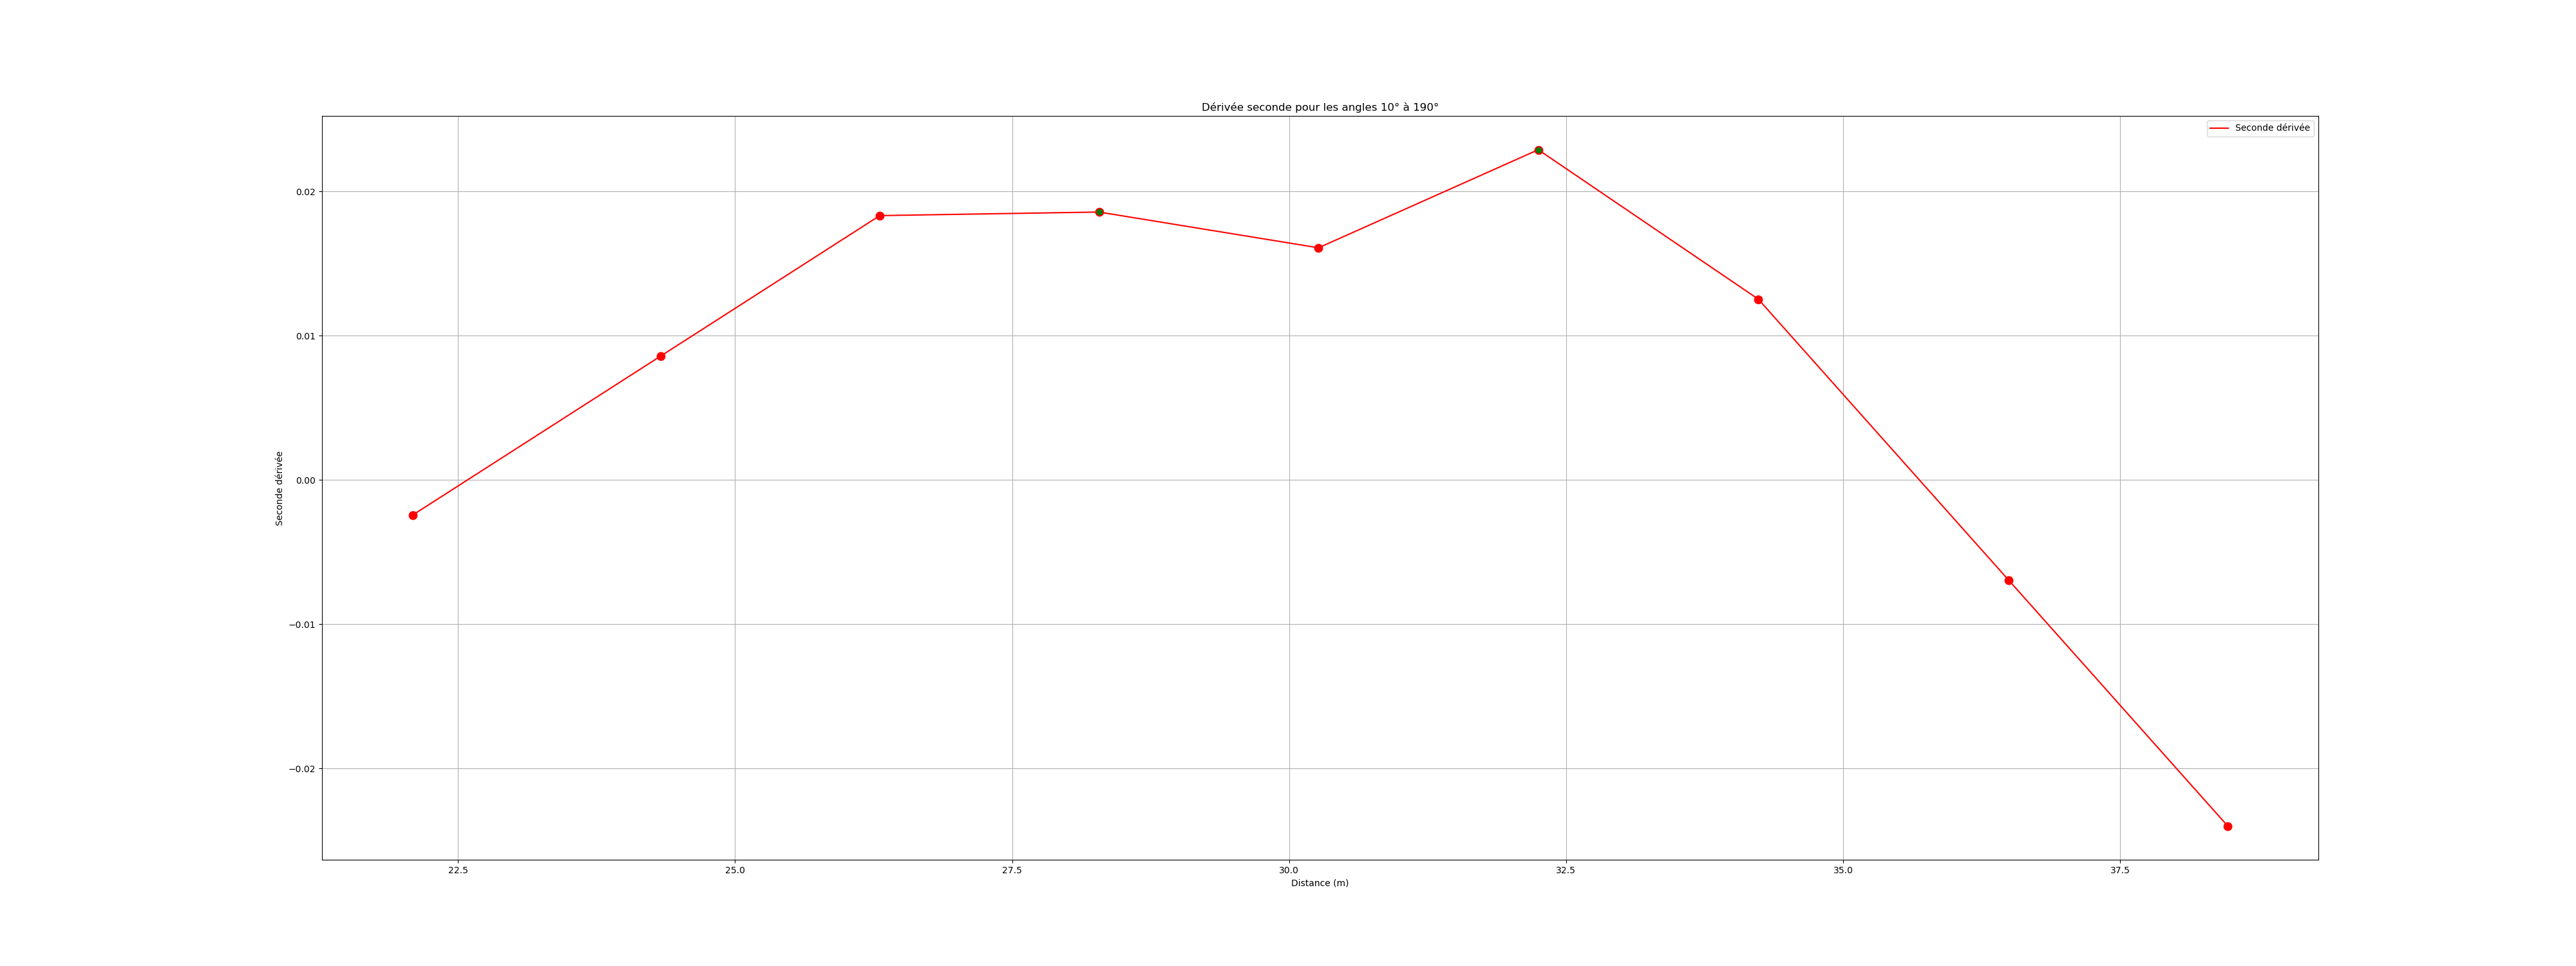 Dérivée seconde pour les angles 10° à 190°
Seconde dérivée
0.02
0.01
0.00
−0.01
−0.02
Seconde dérivée
22.5 25.0 27.5 30.0 32.5 35.0 37.5
Distance (m)